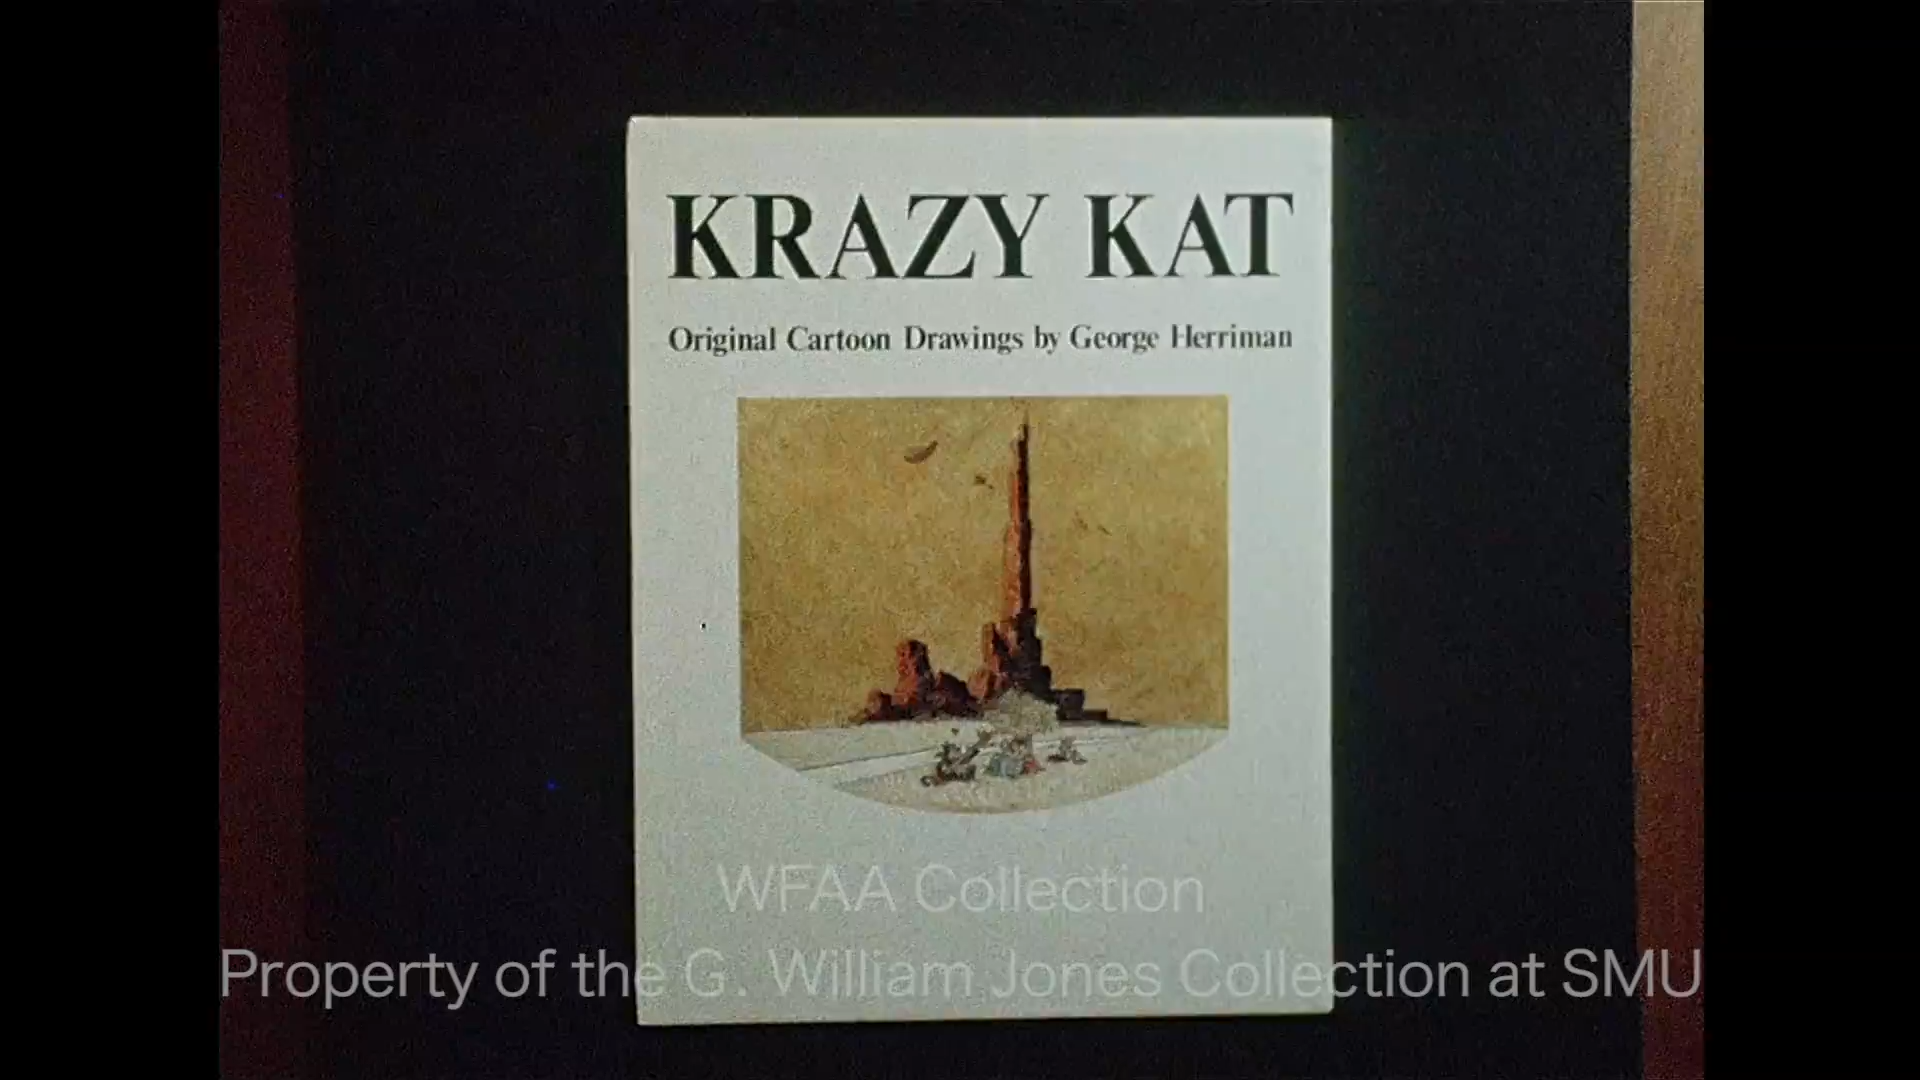 KRAZY KAT
Original Cartoon Drawings by George Herriman
WFAA Collection
Property of the G. William Jones Collection at SMU